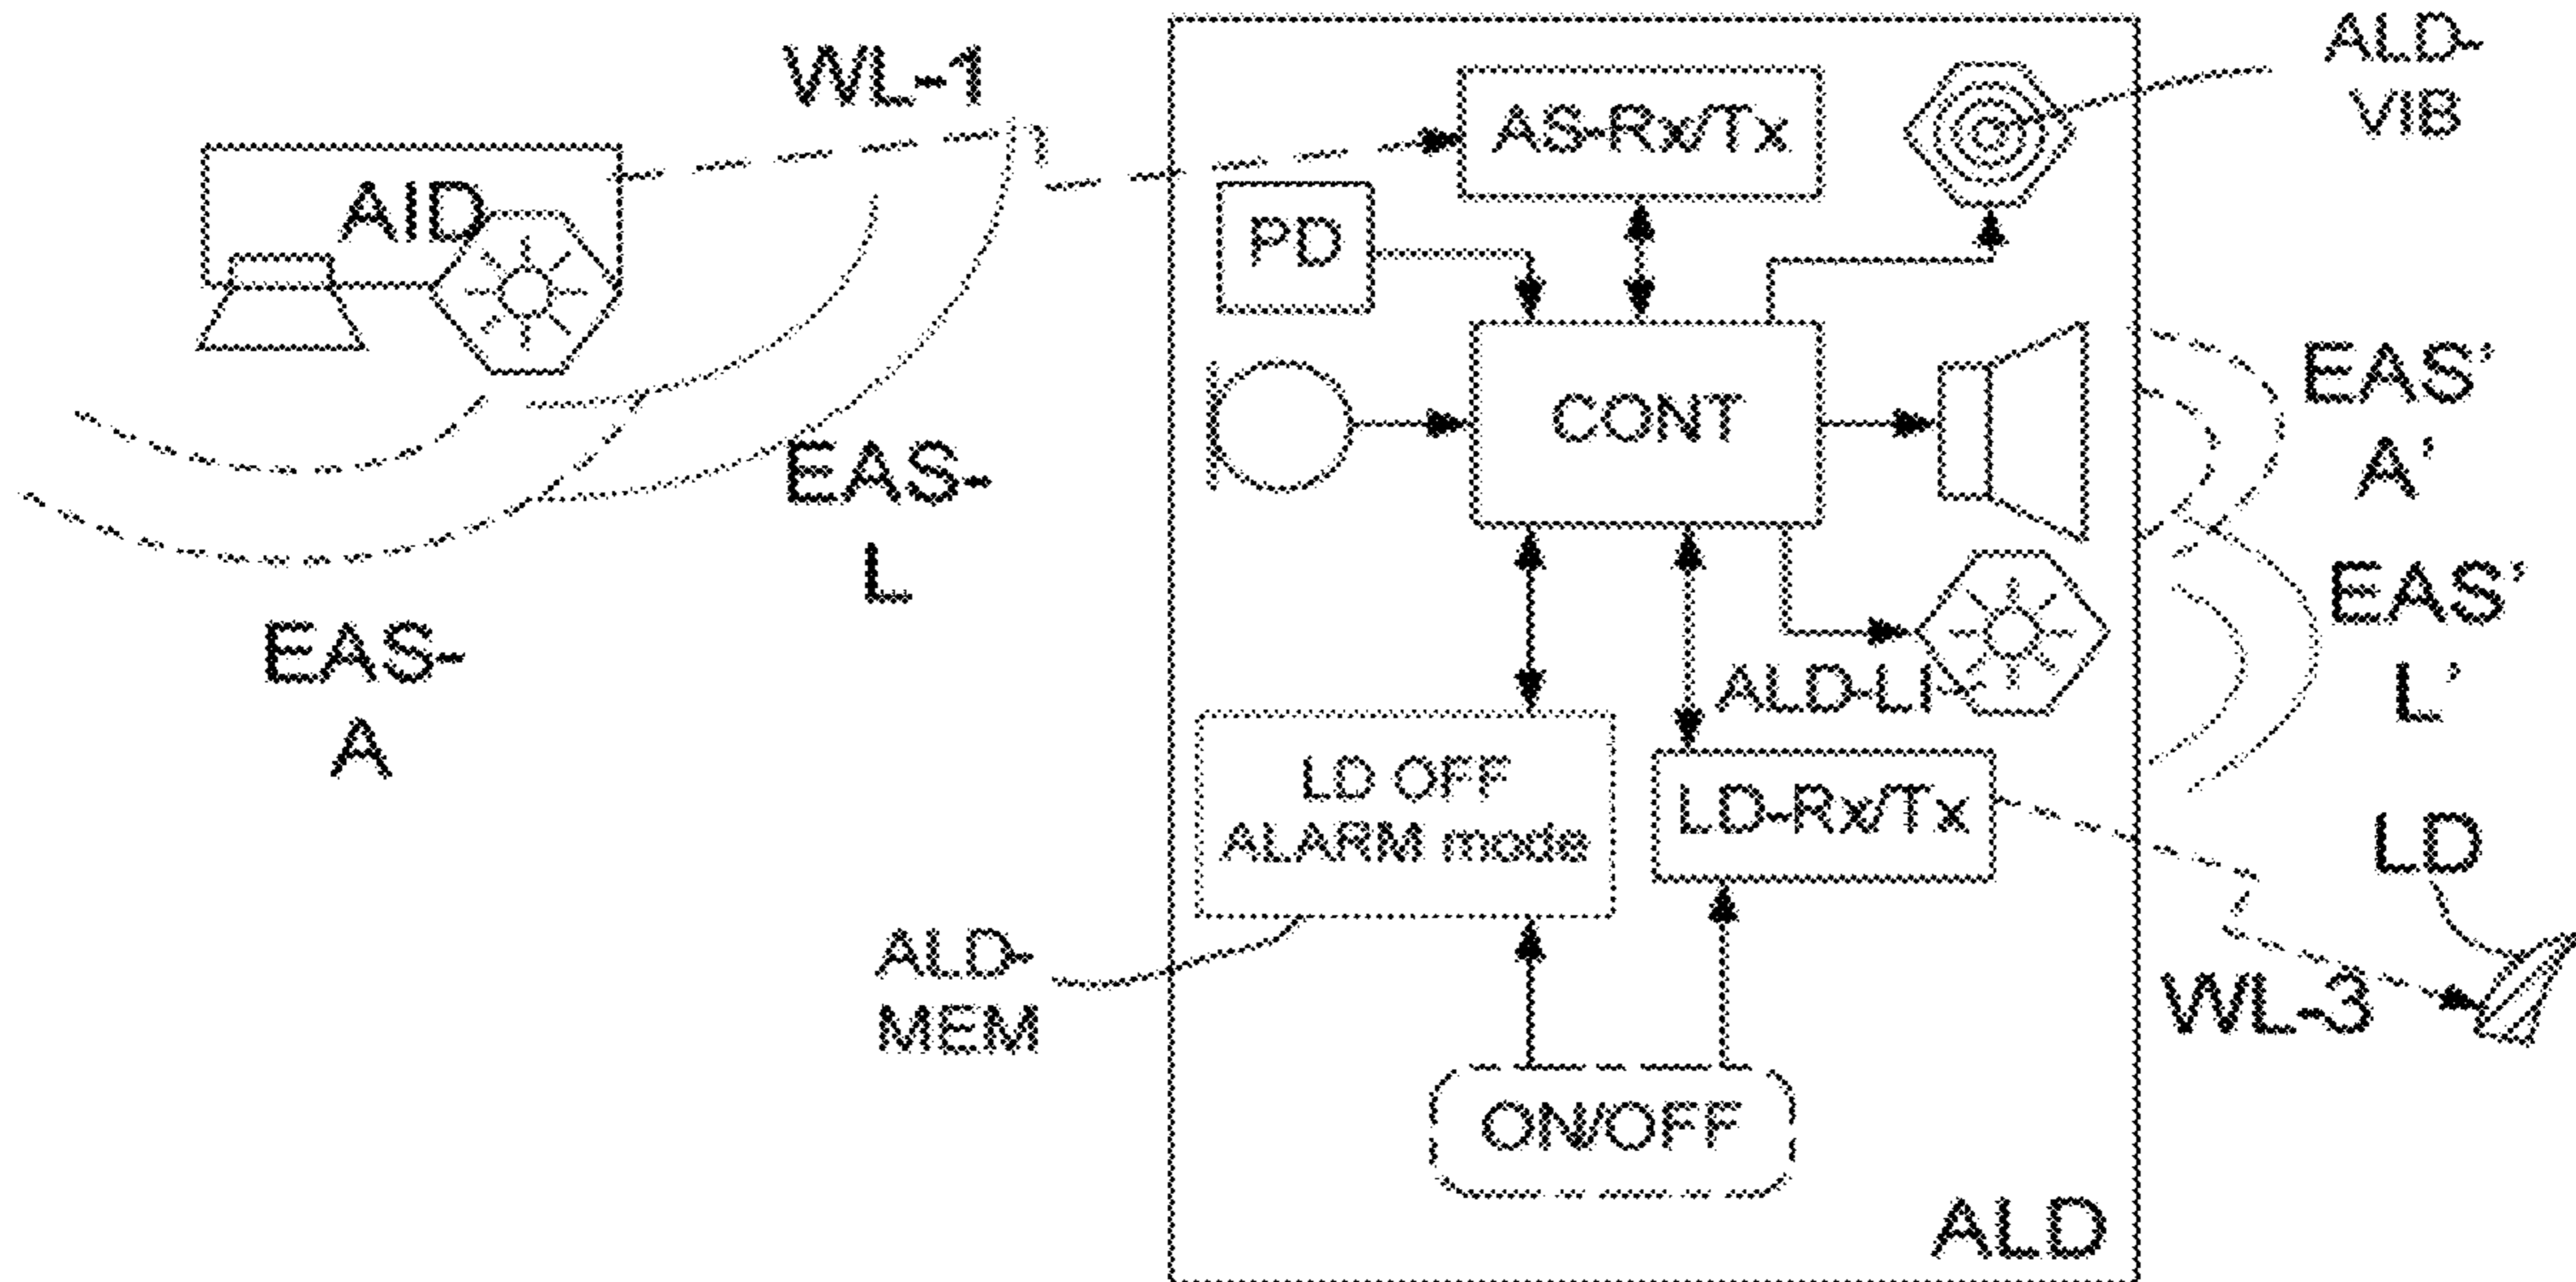 ALD-
VIB
WL-1
AS-Rx/Tx
AID
PD
EAS'
A'
CONT
EAS-
L
EAS'
L'
EAS-
A
ALD-LI
LD OFF
ALARM mode
LD-Rx/Tx
LD
ALD-
MEM
WL-3
ON/OFF
ALD